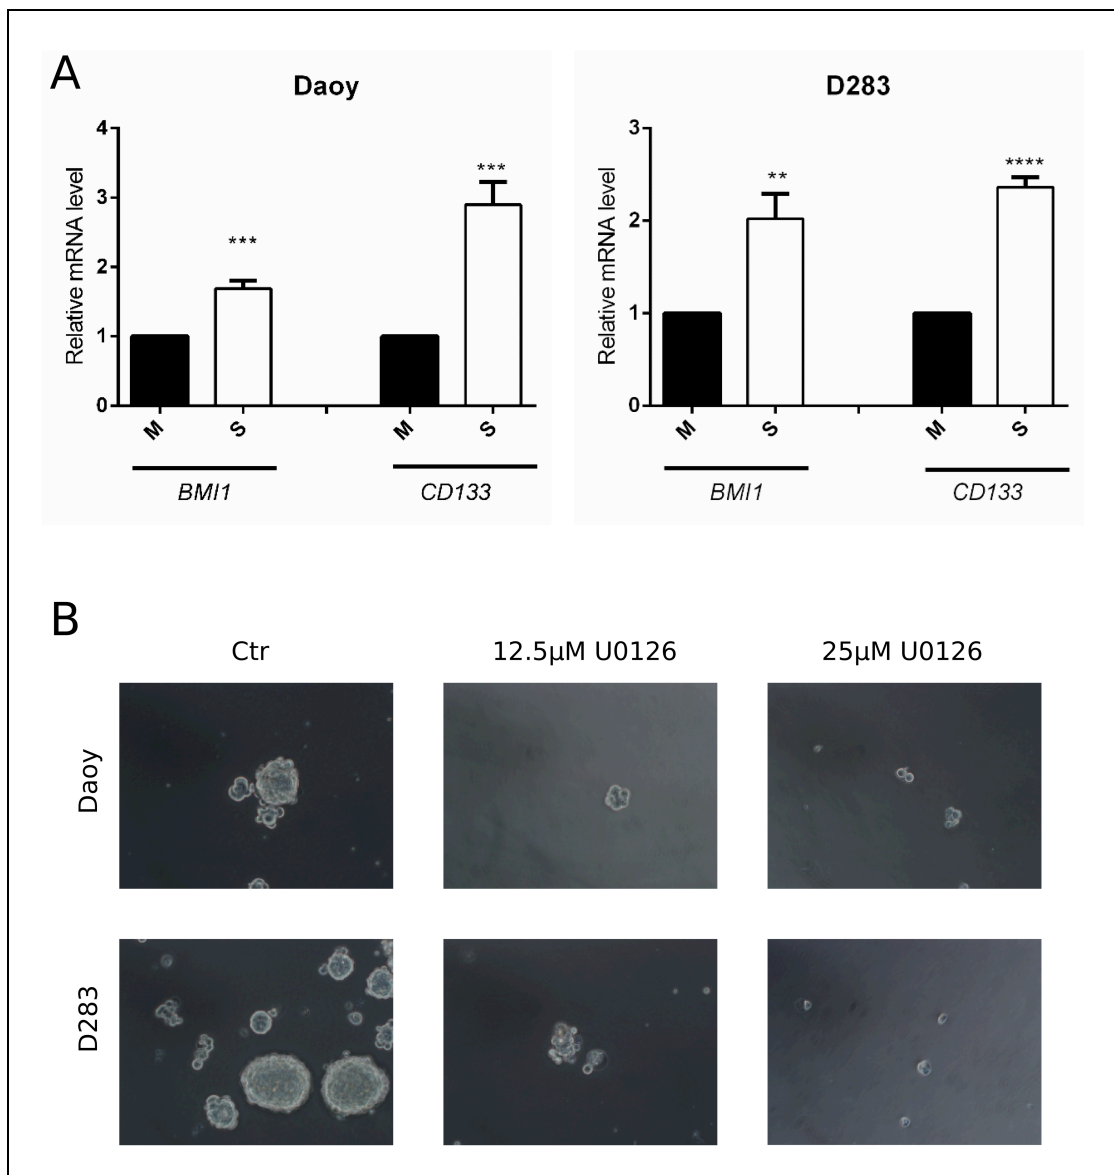 A
Daoy
D283
Relative mRNA level
4
3
2
1
0
***
***
M
S
M
S
BMI1
CD133
Relative mRNA level
3
2
1
0
**
****
M
S
M
S
BMI1
CD133
B
Ctr
12.5µM U0126
25µM U0126
Daoy
D283